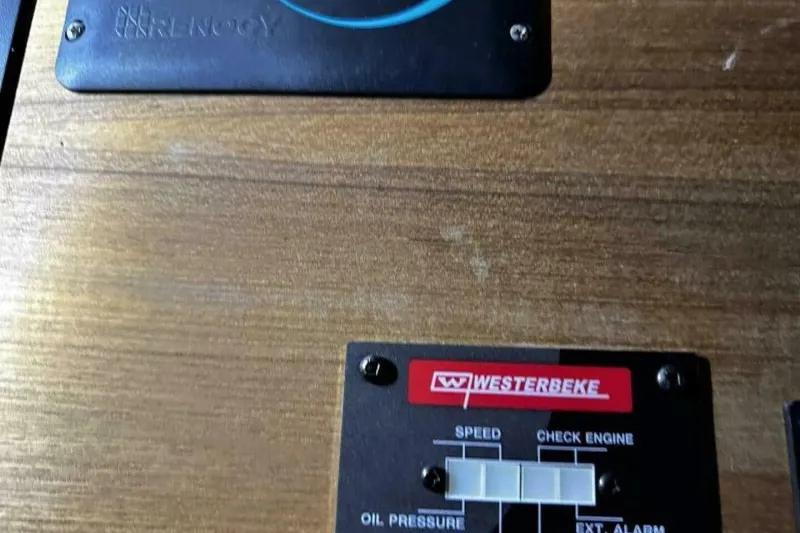 RENOGY
WESTERBEKE
SPEED
CHECK ENGINE
OIL PRESSURE
EXT. ALARM